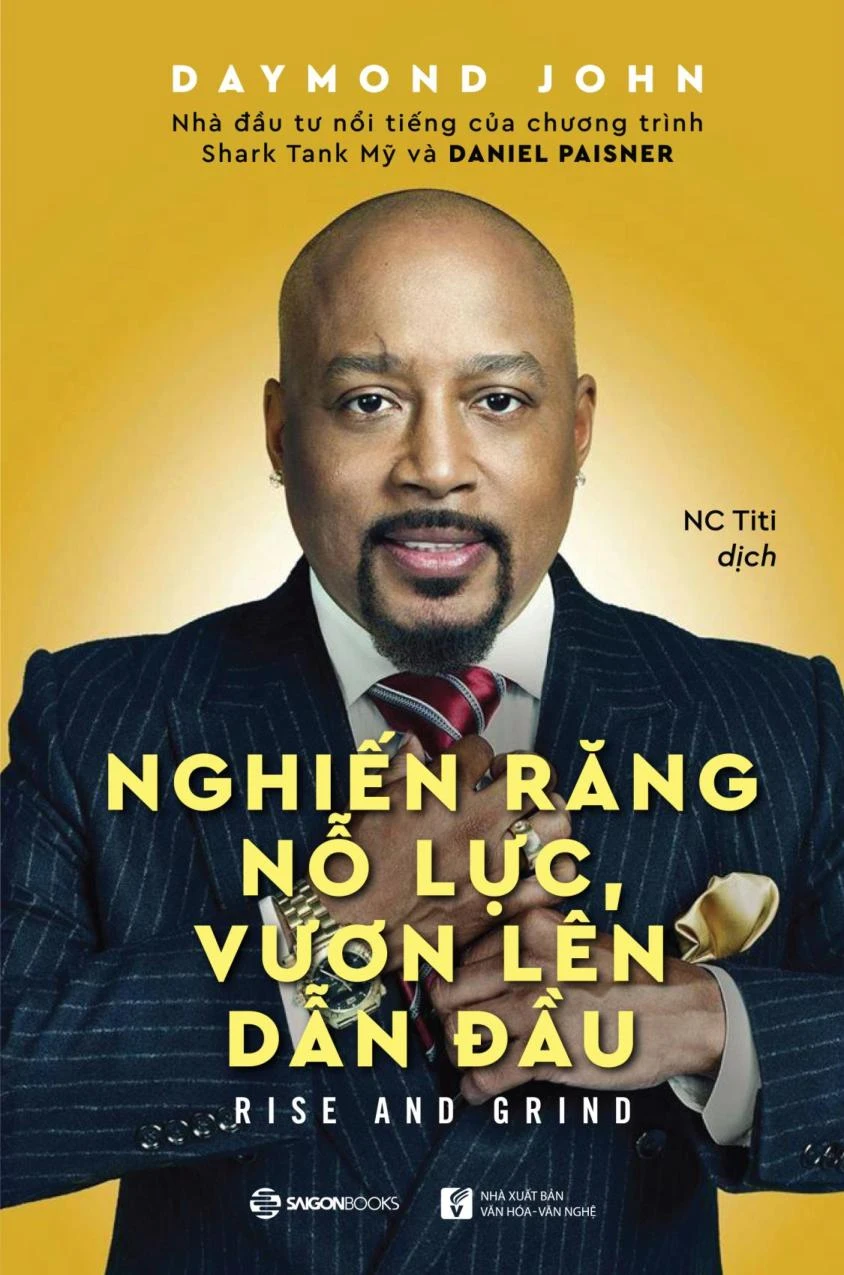 DAYMOND JOHN
Nhà đầu tư nổi tiếng của chương trình
Shark Tank Mỹ và DANIEL PAISNER
NC Titi
dịch
NGHIẾN RĂNG
NỖ LỰC,
VƯƠN LÊN
DẪN ĐẦU
RISE AND GRIND
SAIGONBOOKS
NHÀ XUẤT BẢN
VĂN HÓA-VĂN NGHỆ